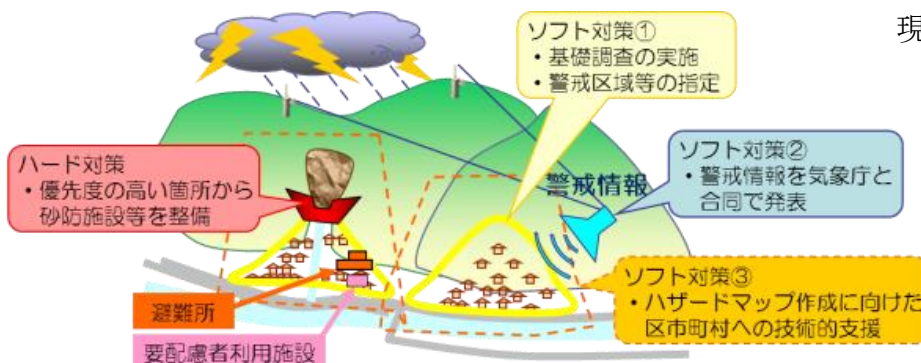 現
ソフト対策①
・基礎調査の実施
・警戒区域等の指定
ハード対策
・優先度の高い箇所から
砂防施設等を整備
警戒情報
ソフト対策②
・警戒情報を気象庁と
合同で発表
ソフト対策③
・ハザードマップ作成に向けた
区市町村への技術的支援
避難所
要配慮者利用施設